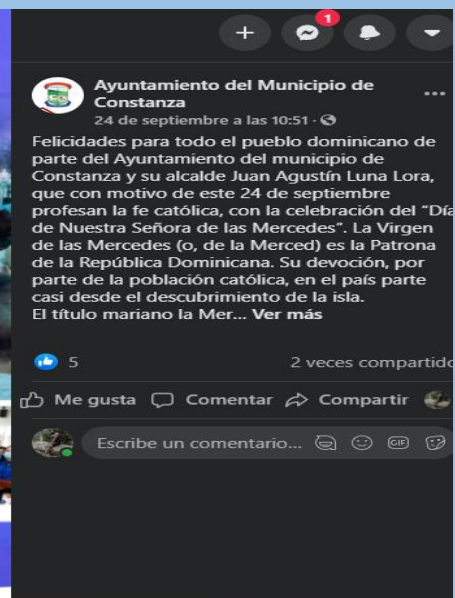 1
Ayuntamiento del Municipio de
Constanza
24 de septiembre a las 10:51 ·
Felicidades para todo el pueblo dominicano de
parte del Ayuntamiento del municipio de
Constanza y su alcalde Juan Agustín Luna Lora,
que con motivo de este 24 de septiembre
profesan la fe católica, con la celebración del "Día
de Nuestra Señora de las Mercedes". La Virgen
de las Mercedes (o, de la Merced) es la Patrona
de la República Dominicana. Su devoción, por
parte de la población católica, en el país parte
casi desde el descubrimiento de la isla.
El título mariano la Mer... Ver más
5 2 veces compartido
Me gusta Comentar Compartir
Escribe un comentario... GIF